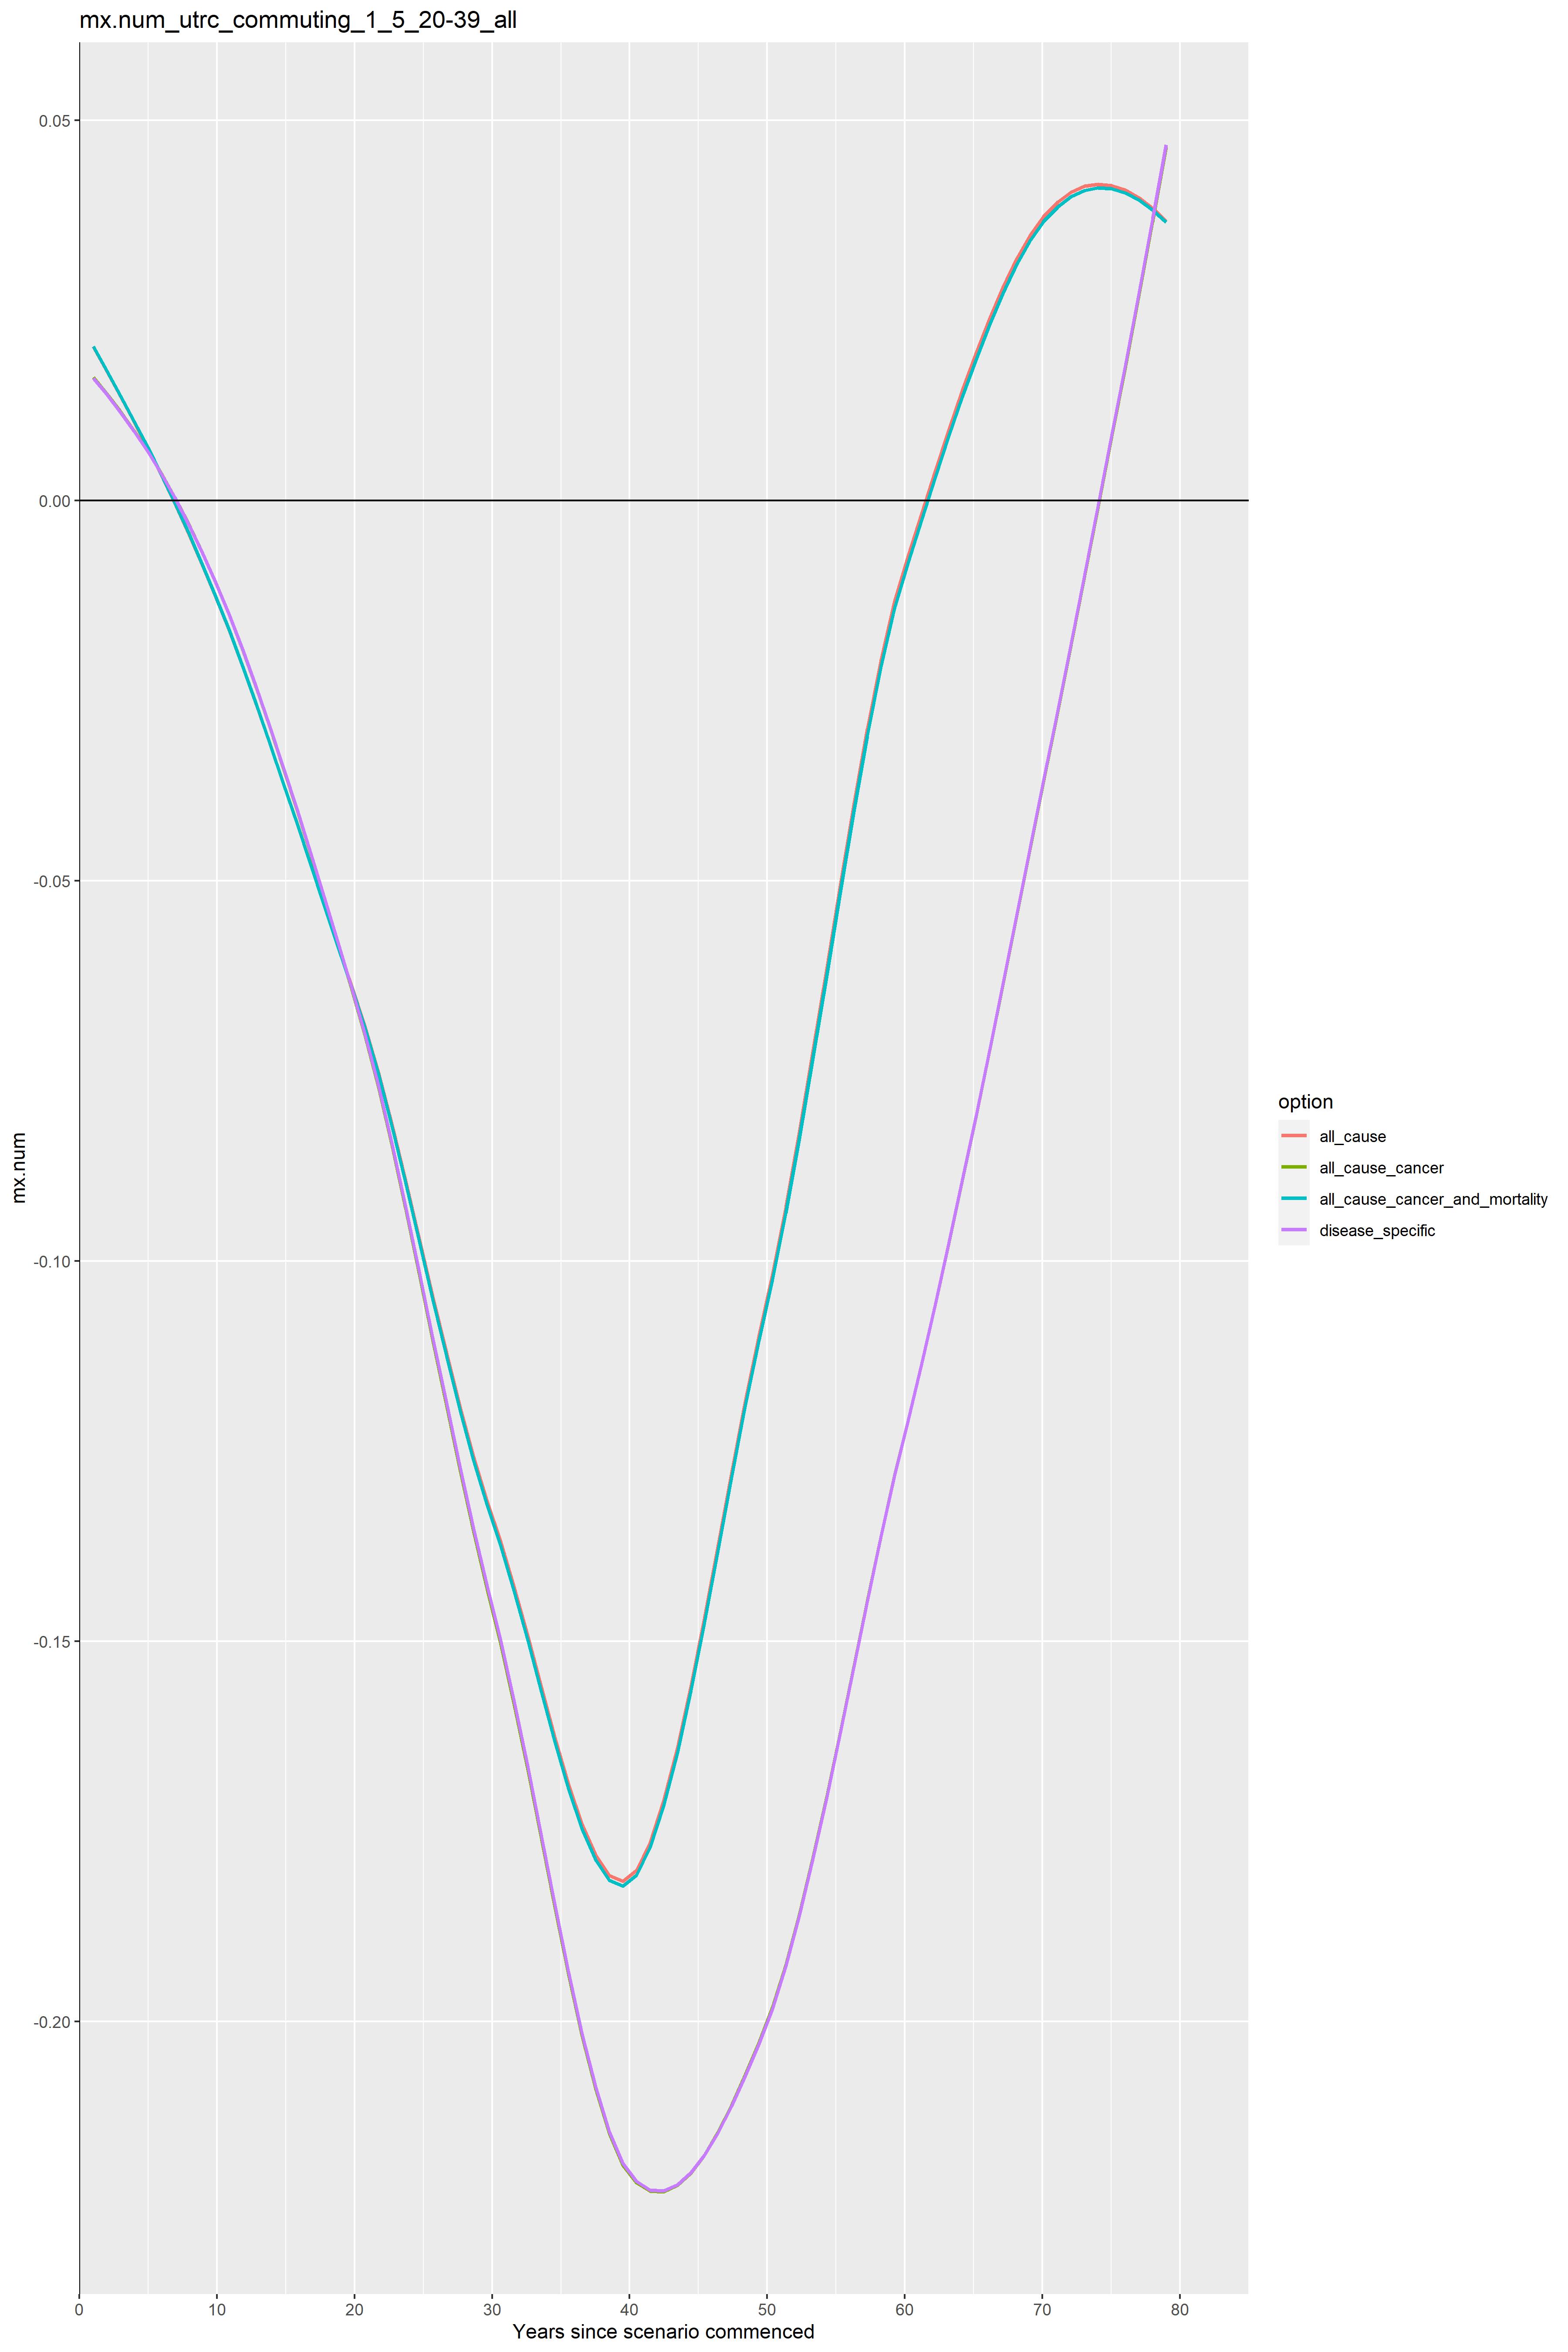 mx.num_utrc_commuting_1_5_20-39_all
0.05
0.00
-0.05
-0.10
-0.15
-0.20
mx.num
0 10 20 30 40 50 60 70 80
Years since scenario commenced
option
all_cause
all_cause_cancer
all_cause_cancer_and_mortality
disease_specific